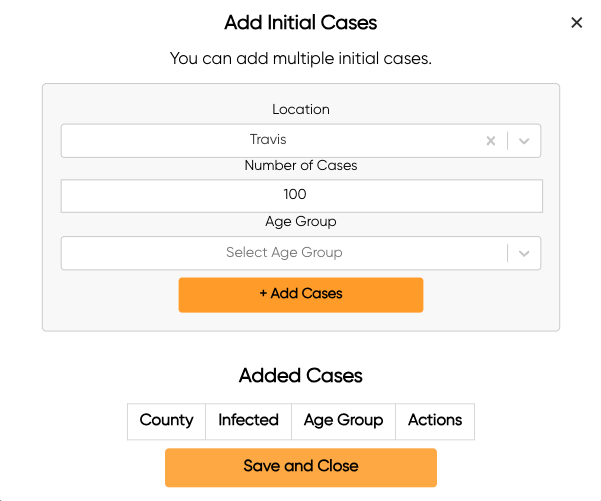 Add Initial Cases
You can add multiple initial cases.
Location
Travis
Number of Cases
100
Age Group
Select Age Group
+ Add Cases
Added Cases
County Infected Age Group Actions
Save and Close